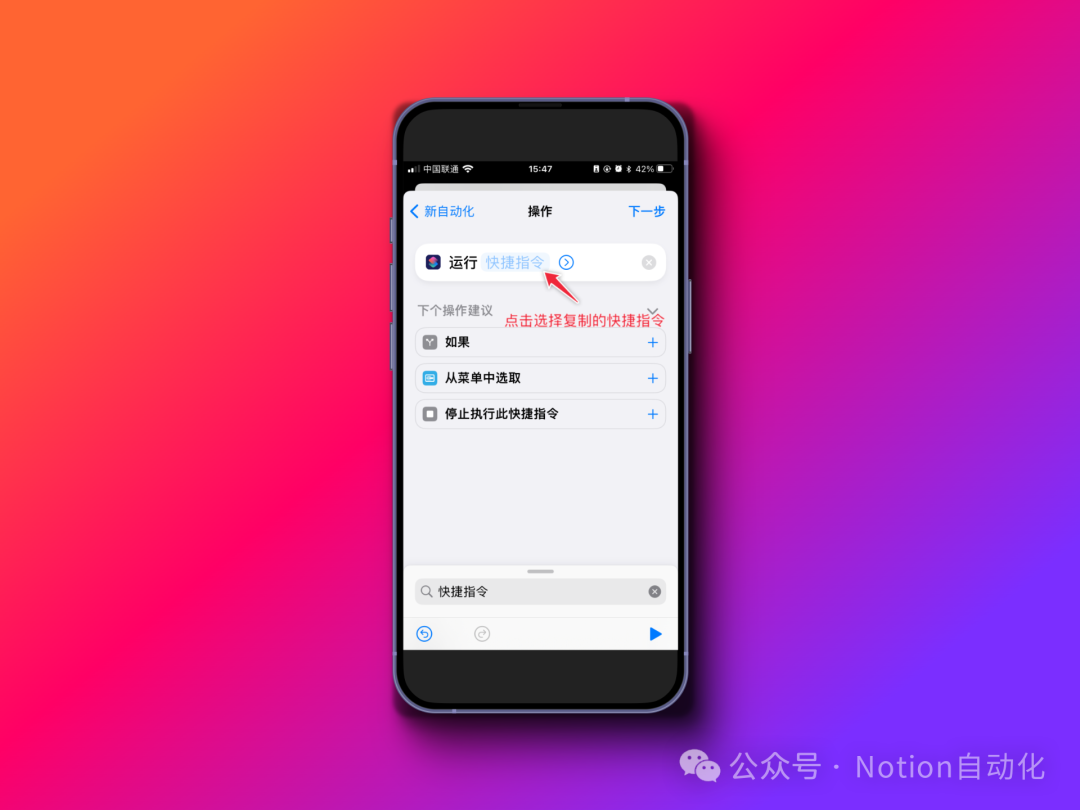 中国联通 15:47 42%
新自动化 操作 下一步
运行 快捷指令
下个操作建议
点击选择复制的快捷指令
如果
从菜单中选取
停止执行此快捷指令
快捷指令
公众号 · Notion自动化